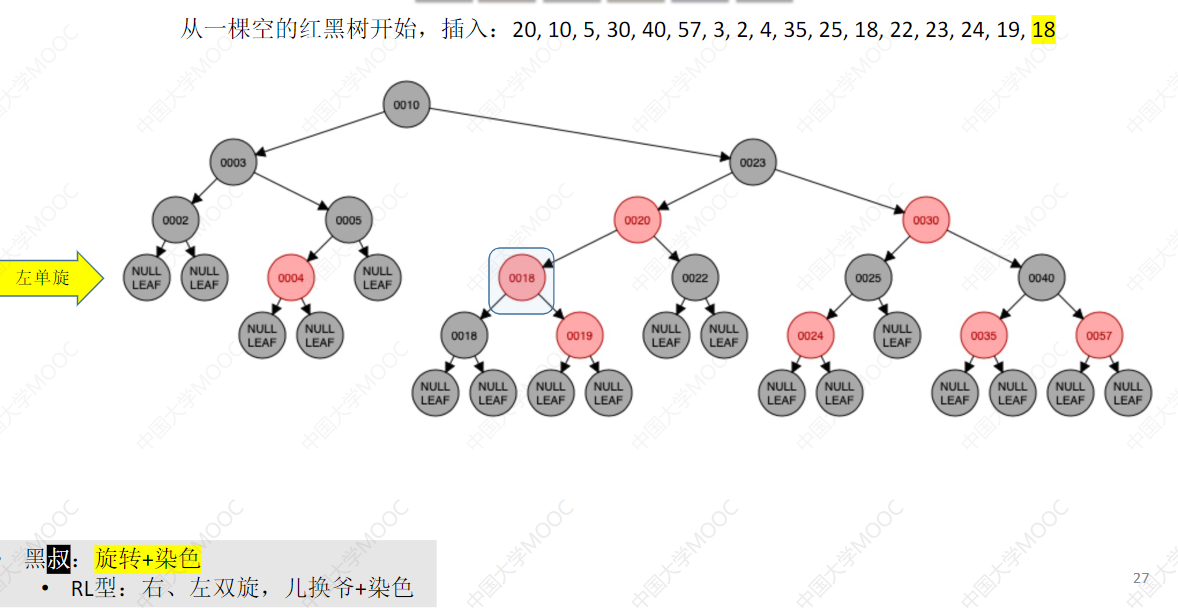 从一棵空的红黑树开始，插入：20, 10, 5, 30, 40, 57, 3, 2, 4, 35, 25, 18, 22, 23, 24, 19, 18
0010
0003 0023
0002 0005 0020 0030
左单旋
NULL LEAF NULL LEAF 0004 NULL LEAF 0018 0022 0025 0040
NULL LEAF NULL LEAF 0018 0019 NULL LEAF NULL LEAF 0024 NULL LEAF 0035 0057
NULL LEAF NULL LEAF NULL LEAF NULL LEAF NULL LEAF NULL LEAF NULL LEAF NULL LEAF NULL LEAF NULL LEAF
黑叔：旋转+染色
• RL型：右、左双旋，儿换爷+染色
27
中国大学MOOC